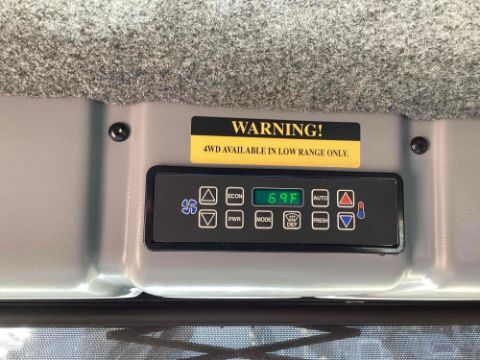 WARNING!
4WD AVAILABLE IN LOW RANGE ONLY.
ECON 69F AUTO
PWR MODE DEF FRESH